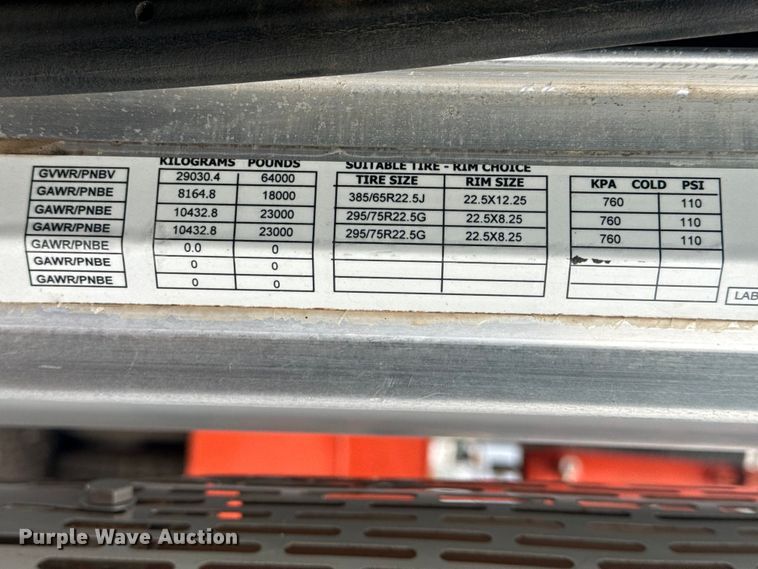 KILOGRAMS POUNDS SUITABLE TIRE - RIM CHOICE
GVWR/PNBV 29030.4 64000 TIRE SIZE RIM SIZE KPA COLD PSI
GAWR/PNBE 8164.8 18000 385/65R22.5J 22.5X12.25 760 110
GAWR/PNBE 10432.8 23000 295/75R22.5G 22.5X8.25 760 110
GAWR/PNBE 10432.8 23000 295/75R22.5G 22.5X8.25 760 110
GAWR/PNBE 0.0 0
GAWR/PNBE 0 0
GAWR/PNBE 0 0
LAB
Purple Wave Auction